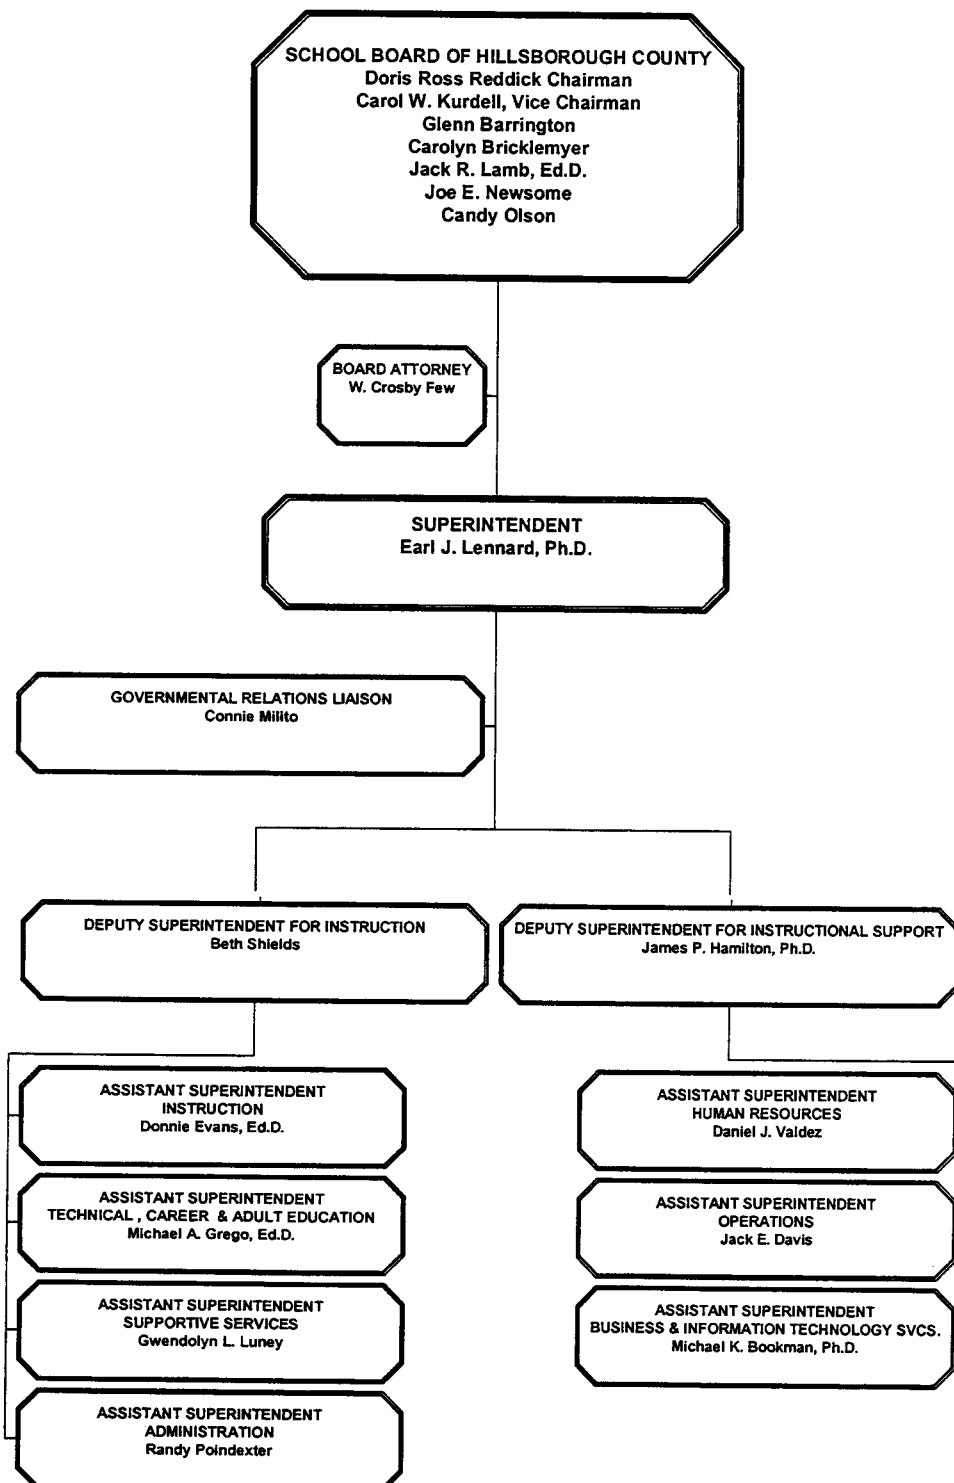 SCHOOL BOARD OF HILLSBOROUGH COUNTY
Doris Ross Reddick Chairman
Carol W. Kurdell, Vice Chairman
Glenn Barrington
Carolyn Bricklemyer
Jack R. Lamb, Ed.D.
Joe E. Newsome
Candy Olson
BOARD ATTORNEY
W. Crosby Few
SUPERINTENDENT
Earl J. Lennard, Ph.D.
GOVERNMENTAL RELATIONS LIAISON
Connie Milito
DEPUTY SUPERINTENDENT FOR INSTRUCTION
Beth Shields
DEPUTY SUPERINTENDENT FOR INSTRUCTIONAL SUPPORT
James P. Hamilton, Ph.D.
ASSISTANT SUPERINTENDENT
INSTRUCTION
Donnie Evans, Ed.D.
ASSISTANT SUPERINTENDENT
TECHNICAL , CAREER & ADULT EDUCATION
Michael A. Grego, Ed.D.
ASSISTANT SUPERINTENDENT
SUPPORTIVE SERVICES
Gwendolyn L. Luney
ASSISTANT SUPERINTENDENT
ADMINISTRATION
Randy Poindexter
ASSISTANT SUPERINTENDENT
HUMAN RESOURCES
Daniel J. Valdez
ASSISTANT SUPERINTENDENT
OPERATIONS
Jack E. Davis
ASSISTANT SUPERINTENDENT
BUSINESS & INFORMATION TECHNOLOGY SVCS.
Michael K. Bookman, Ph.D.